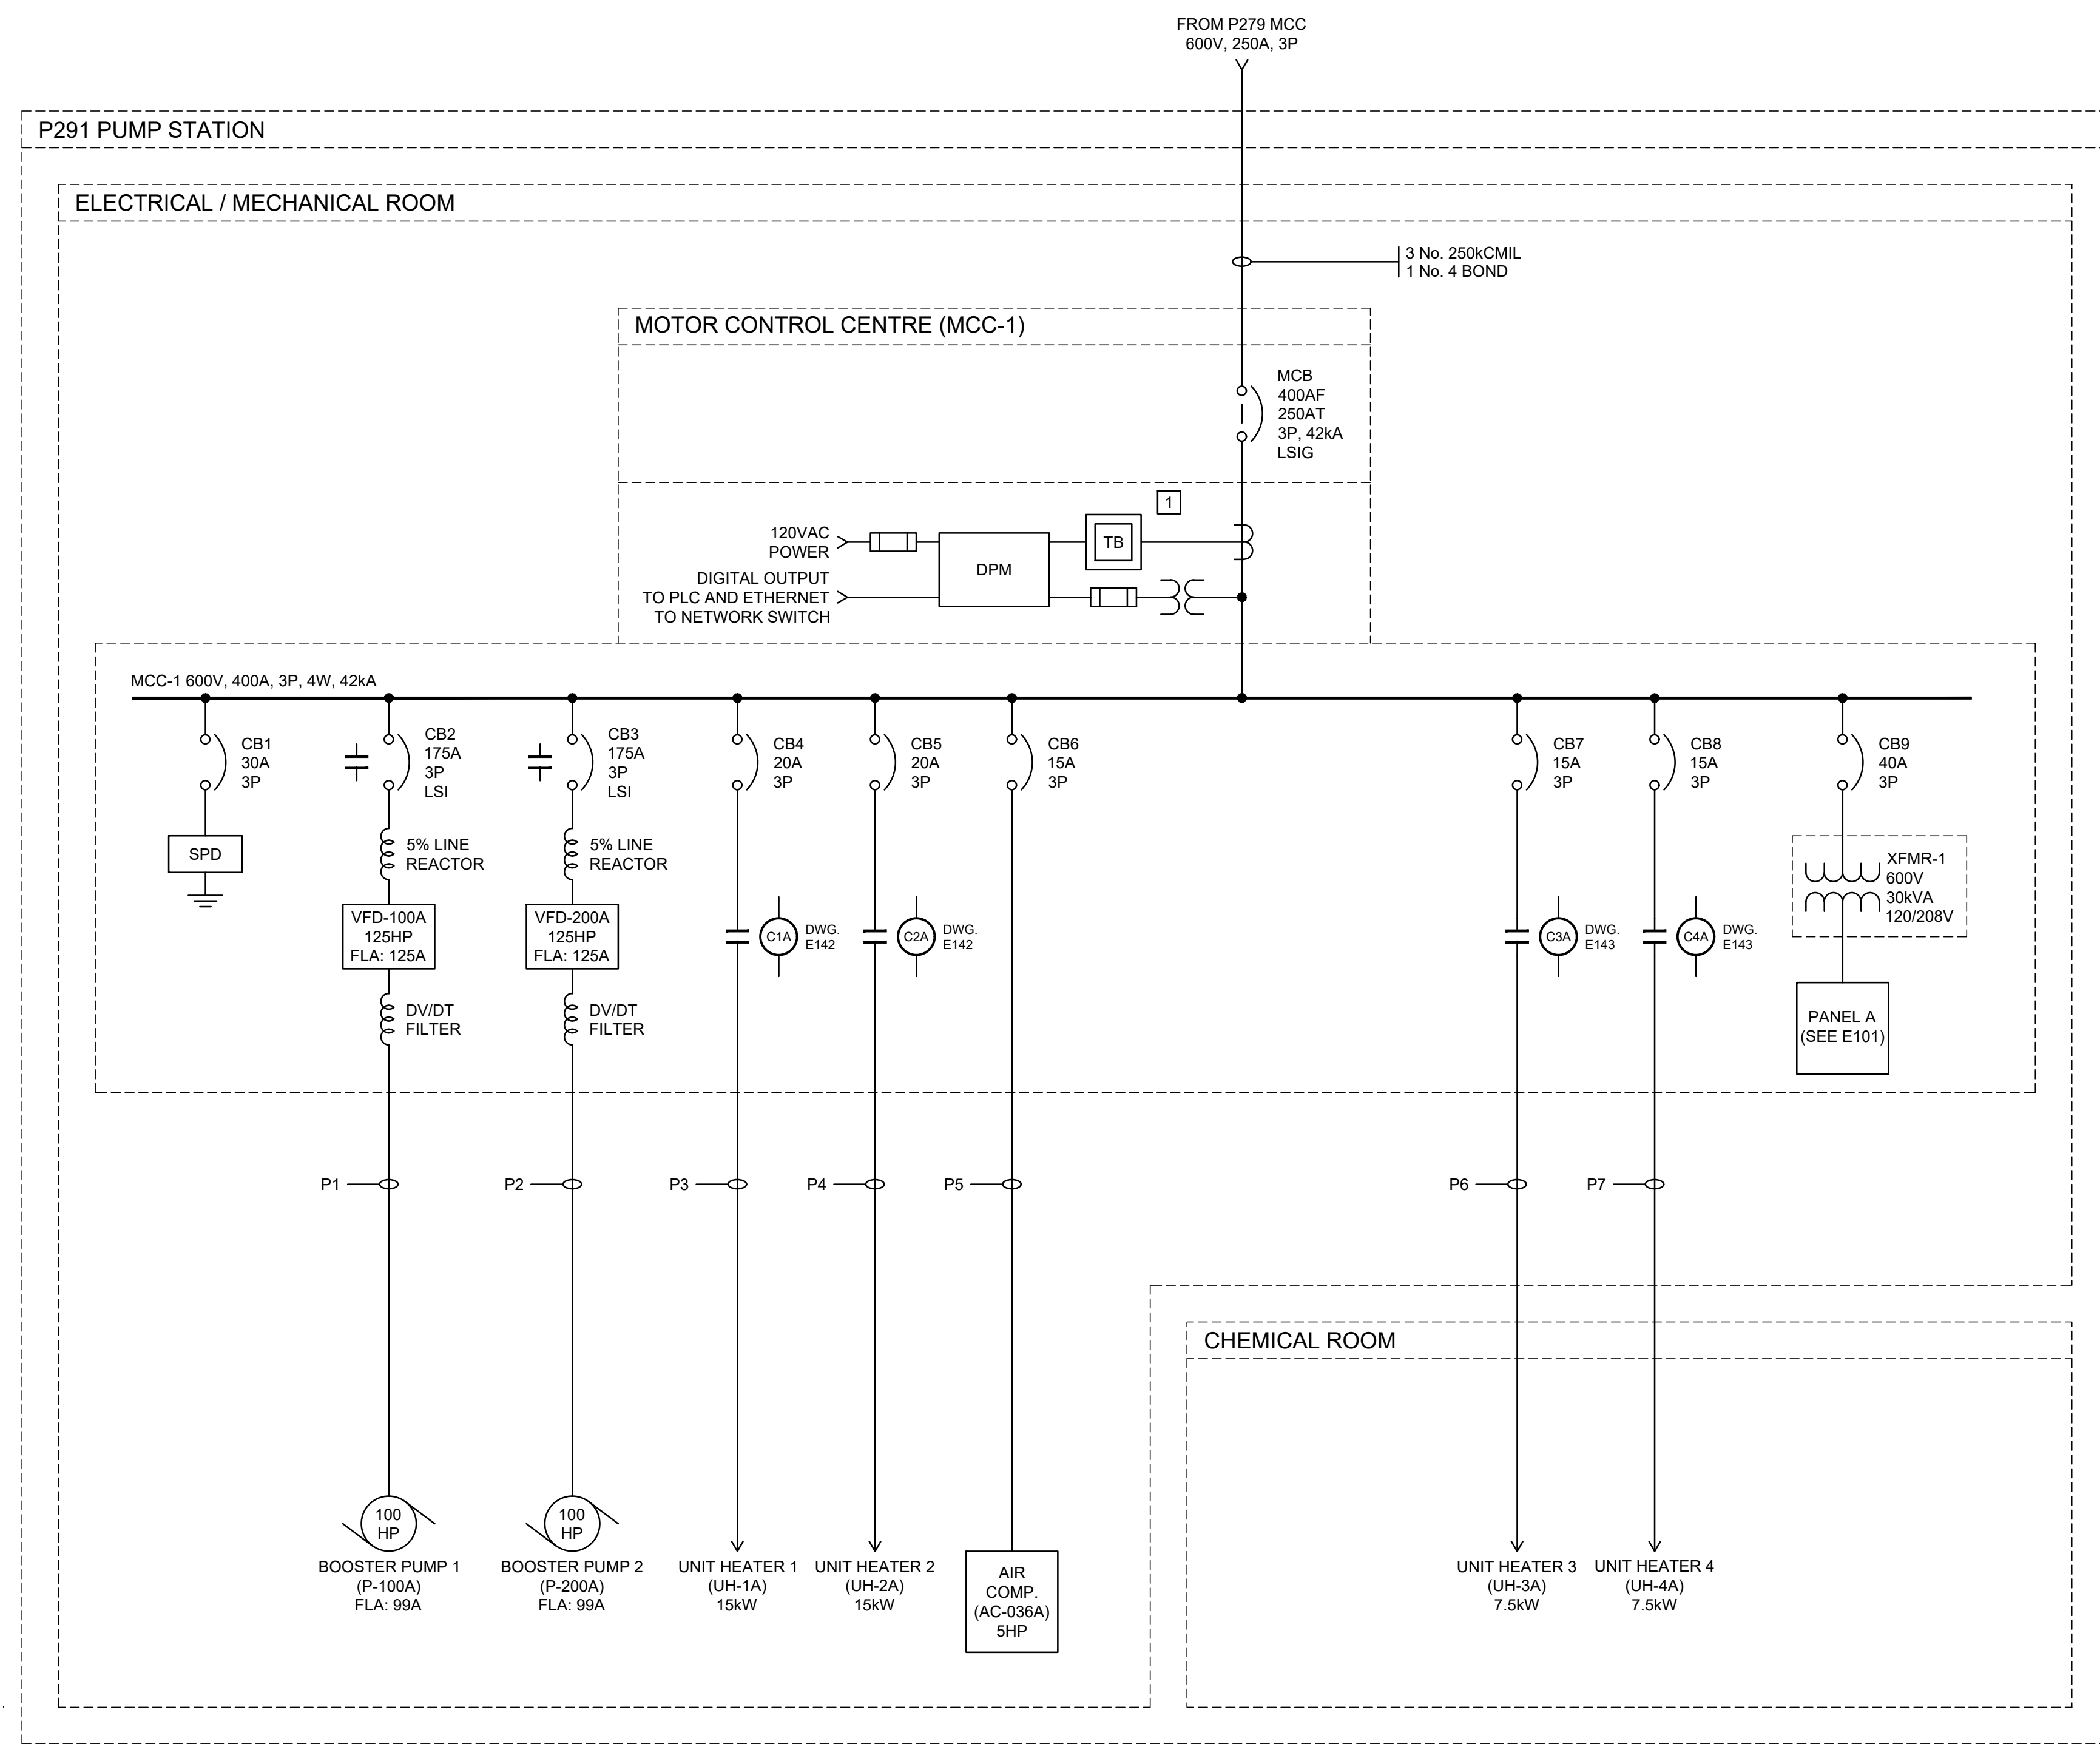 FROM P279 MCC
600V, 250A, 3P
P291 PUMP STATION
ELECTRICAL / MECHANICAL ROOM
3 No. 250kCMIL
1 No. 4 BOND
MOTOR CONTROL CENTRE (MCC-1)
MCB
400AF
250AT
3P, 42kA
LSIG
1
120VAC
POWER
TB
DPM
DIGITAL OUTPUT
TO PLC AND ETHERNET
TO NETWORK SWITCH
MCC-1 600V, 400A, 3P, 4W, 42kA
CB1
30A
3P
SPD
CB2
175A
3P
LSI
5% LINE
REACTOR
VFD-100A
125HP
FLA: 125A
DV/DT
FILTER
CB3
175A
3P
LSI
5% LINE
REACTOR
VFD-200A
125HP
FLA: 125A
DV/DT
FILTER
CB4
20A
3P
C1A
DWG.
E142
CB5
20A
3P
C2A
DWG.
E142
CB6
15A
3P
CB7
15A
3P
C3A
DWG.
E143
CB8
15A
3P
C4A
DWG.
E143
CB9
40A
3P
XFMR-1
600V
30kVA
120/208V
PANEL A
(SEE E101)
P1
P2
P3
P4
P5
P6
P7
CHEMICAL ROOM
100
HP
BOOSTER PUMP 1
(P-100A)
FLA: 99A
100
HP
BOOSTER PUMP 2
(P-200A)
FLA: 99A
UNIT HEATER 1
(UH-1A)
15kW
UNIT HEATER 2
(UH-2A)
15kW
AIR
COMP.
(AC-036A)
5HP
UNIT HEATER 3
(UH-3A)
7.5kW
UNIT HEATER 4
(UH-4A)
7.5kW